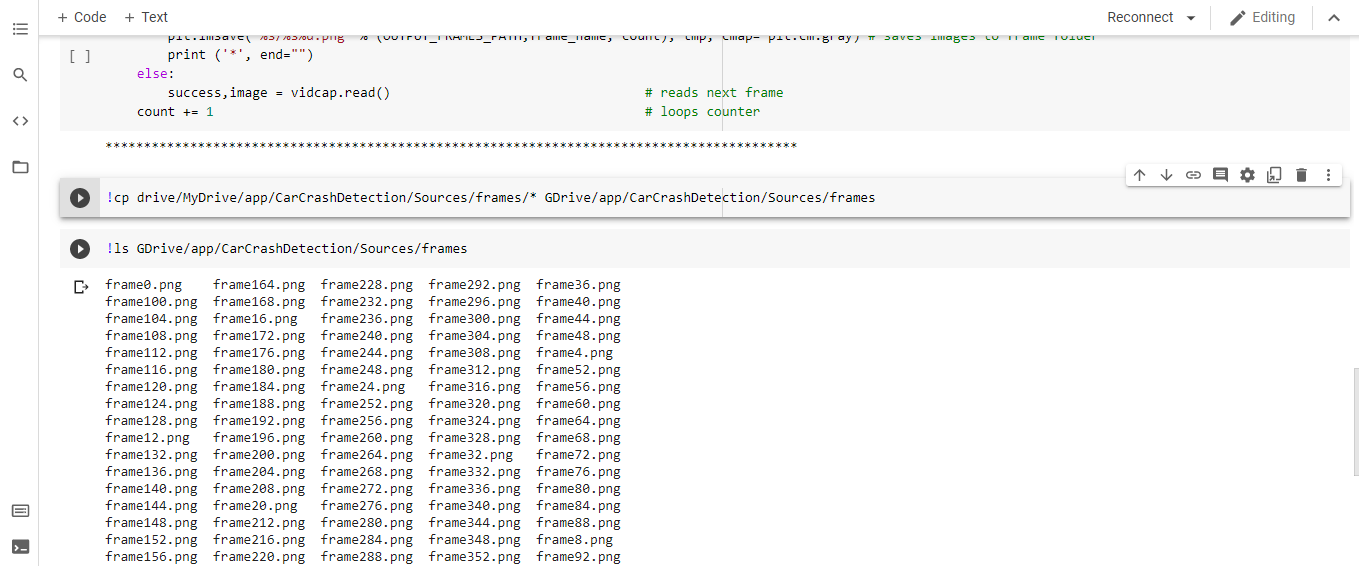 + Code + Text Reconnect Editing
plt.imsave('%s/%s%d.png' % (OUTPUT_FRAMES_PATH,frame_name, count), tmp, cmap= plt.cm.gray) # saves images to frame folder
[ ] print ('*', end="")
else:
success,image = vidcap.read() # reads next frame
count += 1 # loops counter
******************************************************************************************
!cp drive/MyDrive/app/CarCrashDetection/Sources/frames/* GDrive/app/CarCrashDetection/Sources/frames
!ls GDrive/app/CarCrashDetection/Sources/frames
frame0.png frame164.png frame228.png frame292.png frame36.png
frame100.png frame168.png frame232.png frame296.png frame40.png
frame104.png frame16.png frame236.png frame300.png frame44.png
frame108.png frame172.png frame240.png frame304.png frame48.png
frame112.png frame176.png frame244.png frame308.png frame4.png
frame116.png frame180.png frame248.png frame312.png frame52.png
frame120.png frame184.png frame24.png frame316.png frame56.png
frame124.png frame188.png frame252.png frame320.png frame60.png
frame128.png frame192.png frame256.png frame324.png frame64.png
frame12.png frame196.png frame260.png frame328.png frame68.png
frame132.png frame200.png frame264.png frame32.png frame72.png
frame136.png frame204.png frame268.png frame332.png frame76.png
frame140.png frame208.png frame272.png frame336.png frame80.png
frame144.png frame20.png frame276.png frame340.png frame84.png
frame148.png frame212.png frame280.png frame344.png frame88.png
frame152.png frame216.png frame284.png frame348.png frame8.png
frame156.png frame220.png frame288.png frame352.png frame92.png